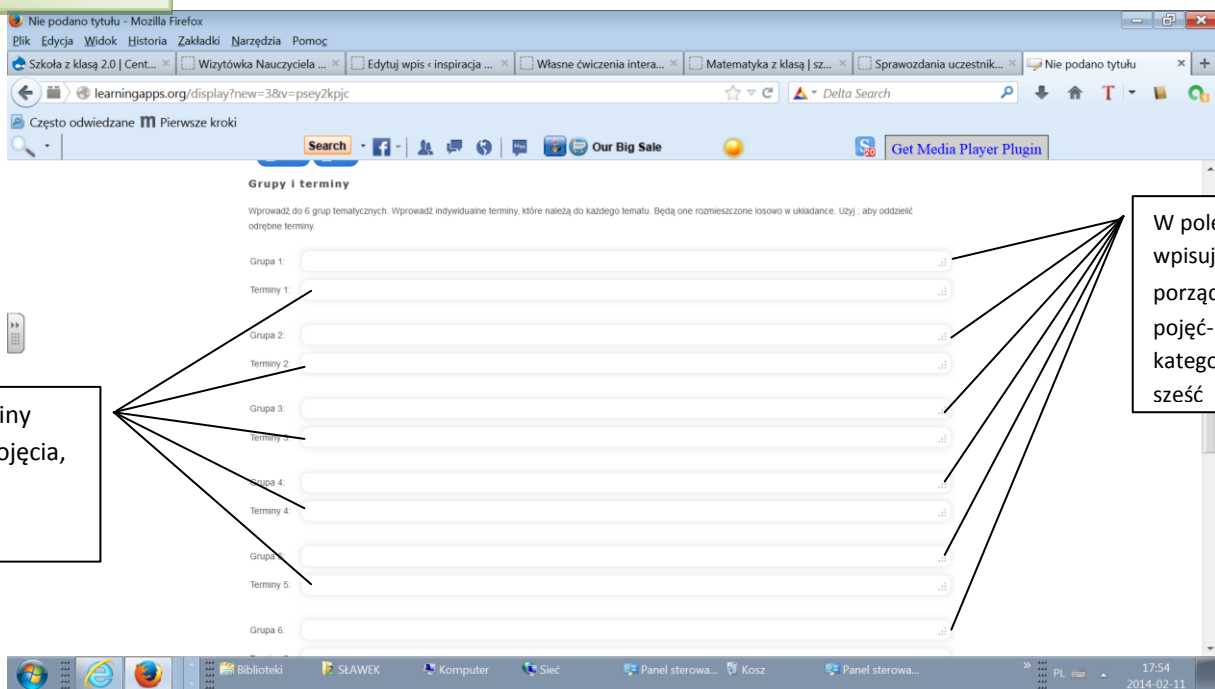 Nie podano tytułu - Mozilla Firefox
Plik Edycja Widok Historia Zakładki Narzędzia Pomoc
Szkoła z klasą 2.0 | Cent... Wizytówka Nauczyciela ... Edytuj wpis ‹ inspiracja ... Własne ćwiczenia intera... Matematyka z klasą | sz... Sprawozdania uczestnik... Nie podano tytułu
learningapps.org/display?new=3&v=psey2kpjc Delta Search
Często odwiedzane Pierwsze kroki
Search Our Big Sale Get Media Player Plugin
Grupy i terminy
Wprowadź do 6 grup tematycznych. Wprowadź indywidualne terminy, które należą do każdego tematu. Będą one rozmieszczone losowo w układance. Użyj ; aby oddzielić
odrębne terminy.
Grupa 1:
Terminy 1:
Grupa 2:
Terminy 2:
Grupa 3:
Terminy 3:
Grupa 4:
Terminy 4:
Grupa 5:
Terminy 5:
Grupa 6:
W pole
wpisuj
porząd
pojęć-
katego
sześć
iny
ojęcia,
Biblioteki SŁAWEK Komputer Sieć Panel sterowa... Kosz Panel sterowa... PL 17:54
2014-02-11